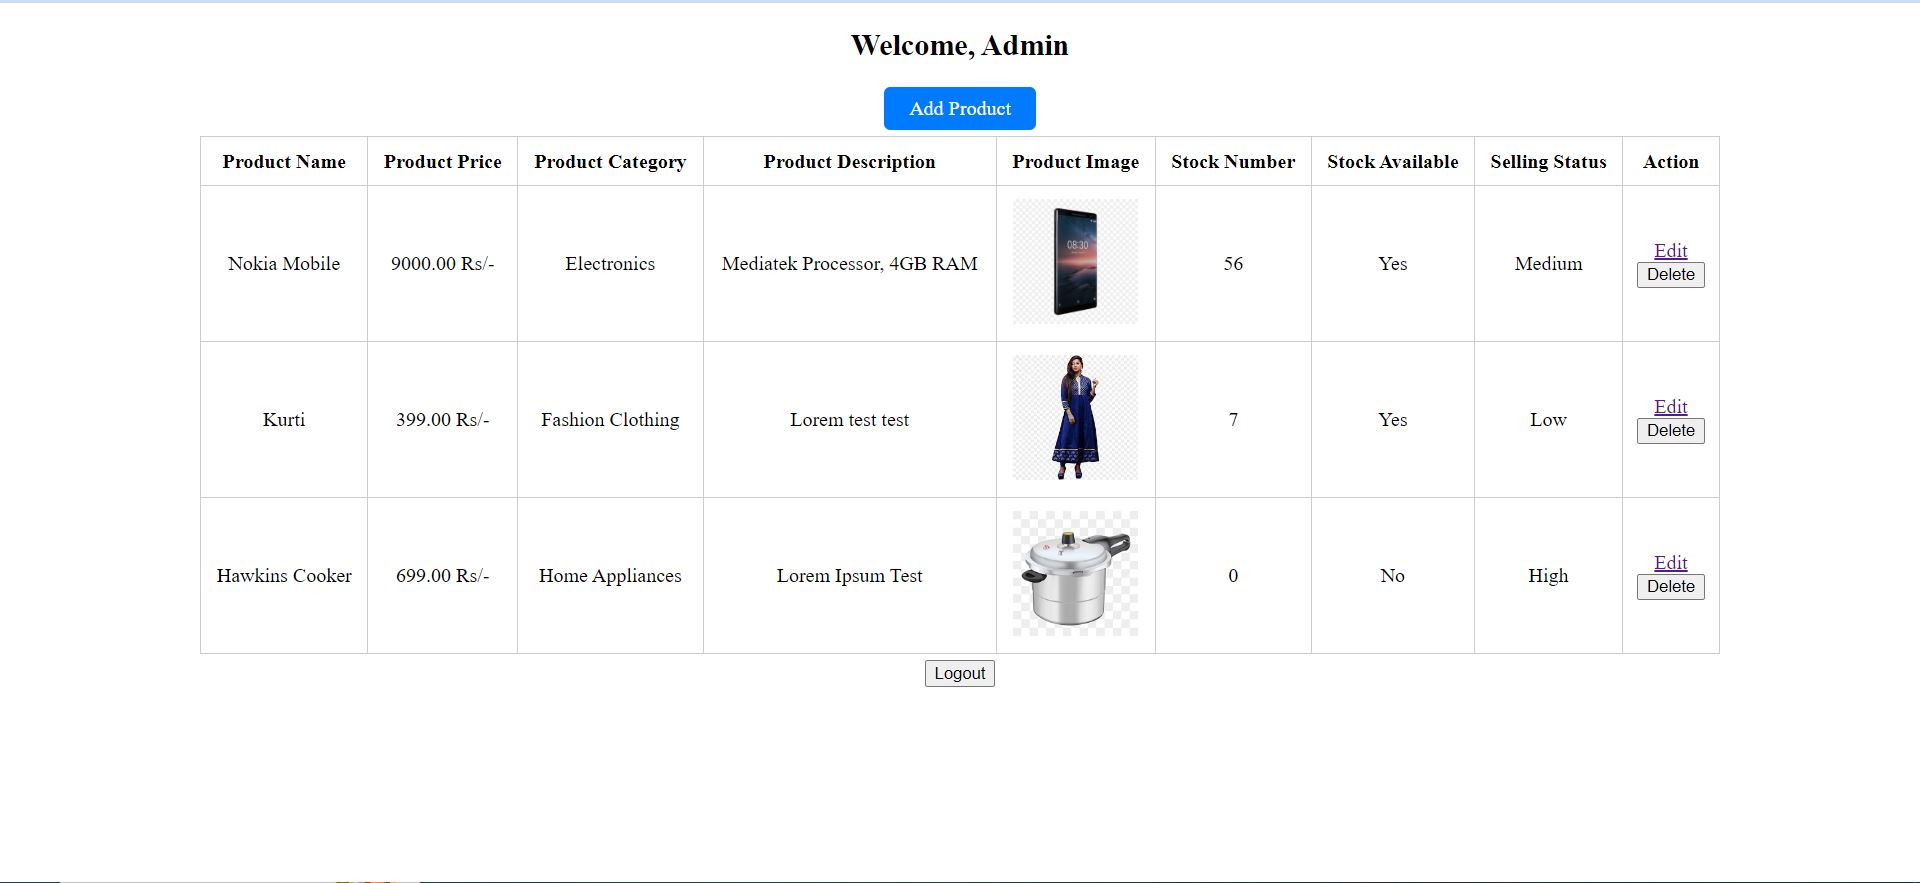 Welcome, Admin
Add Product
Product Name Product Price Product Category Product Description Product Image Stock Number Stock Available Selling Status Action
08:30
Nokia Mobile 9000.00 Rs/- Electronics Mediatek Processor, 4GB RAM 56 Yes Medium Edit
Delete
Kurti 399.00 Rs/- Fashion Clothing Lorem test test 7 Yes Low Edit
Delete
Hawkins Cooker 699.00 Rs/- Home Appliances Lorem Ipsum Test 0 No High Edit
Delete
Logout